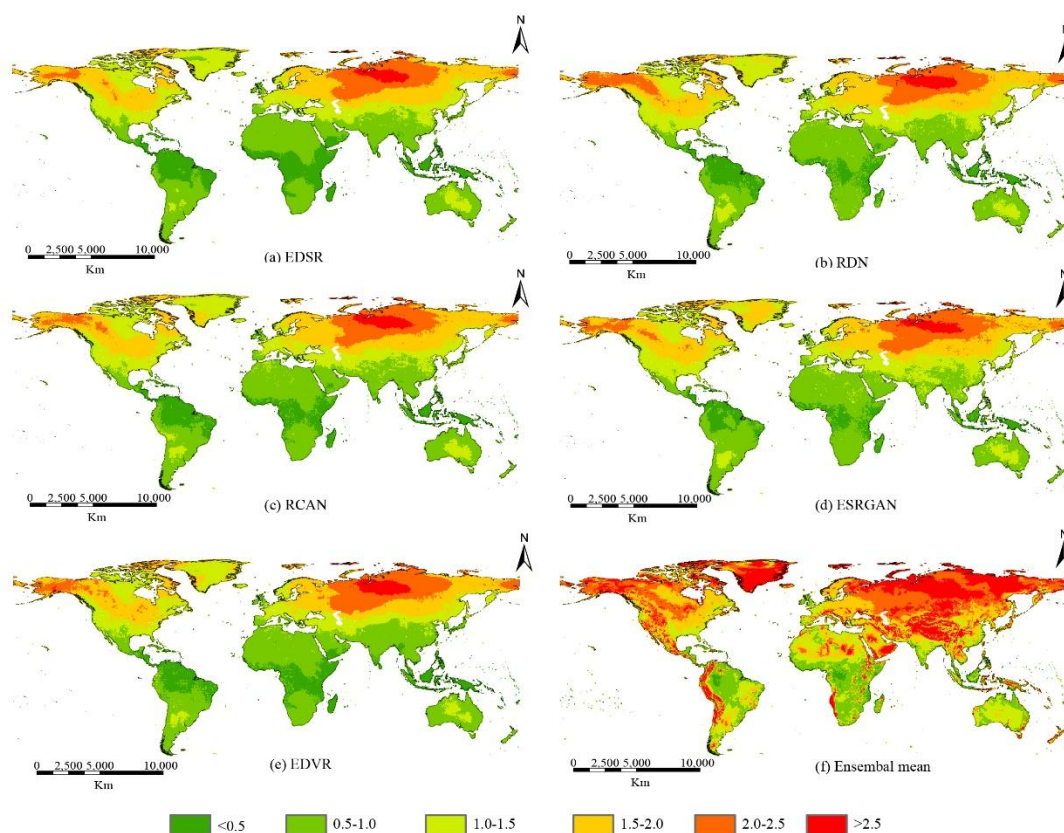 N
N
0 2,500 5,000 10,000
Km
(a) EDSR
0 2,500 5,000 10,000
Km
(b) RDN
N
N
0 2,500 5,000 10,000
Km
(c) RCAN
0 2,500 5,000 10,000
Km
(d) ESRGAN
N
N
0 2,500 5,000 10,000
Km
(e) EDVR
0 2,500 5,000 10,000
Km
(f) Ensembal mean
<0.5 0.5-1.0 1.0-1.5 1.5-2.0 2.0-2.5 >2.5